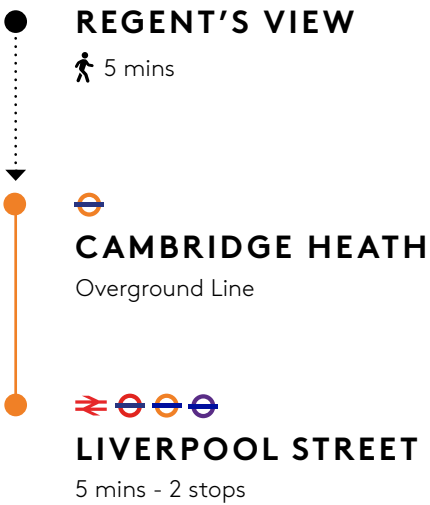 REGENT’S VIEW
5 mins
CAMBRIDGE HEATH
Overground Line
LIVERPOOL STREET
5 mins - 2 stops